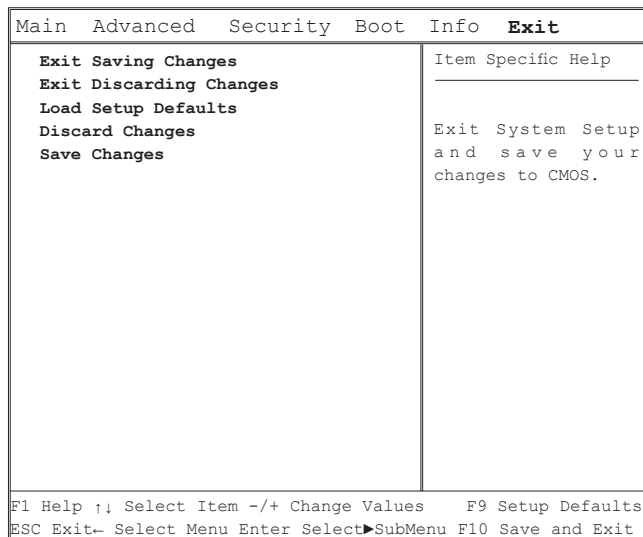 Main Advanced Security Boot Info Exit
Exit Saving Changes
Exit Discarding Changes
Load Setup Defaults
Discard Changes
Save Changes
Item Specific Help
Exit System Setup
and save your
changes to CMOS.
F1 Help ↑↓ Select Item -/+ Change Values F9 Setup Defaults
ESC Exit← Select Menu Enter Select►SubMenu F10 Save and Exit